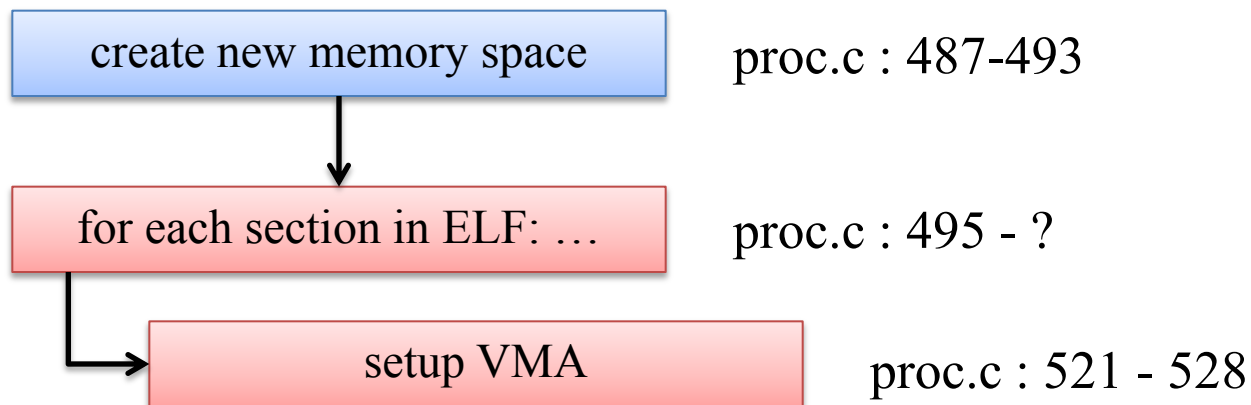 create new memory space
proc.c : 487-493
for each section in ELF: …
proc.c : 495 - ?
setup VMA
proc.c : 521 - 528